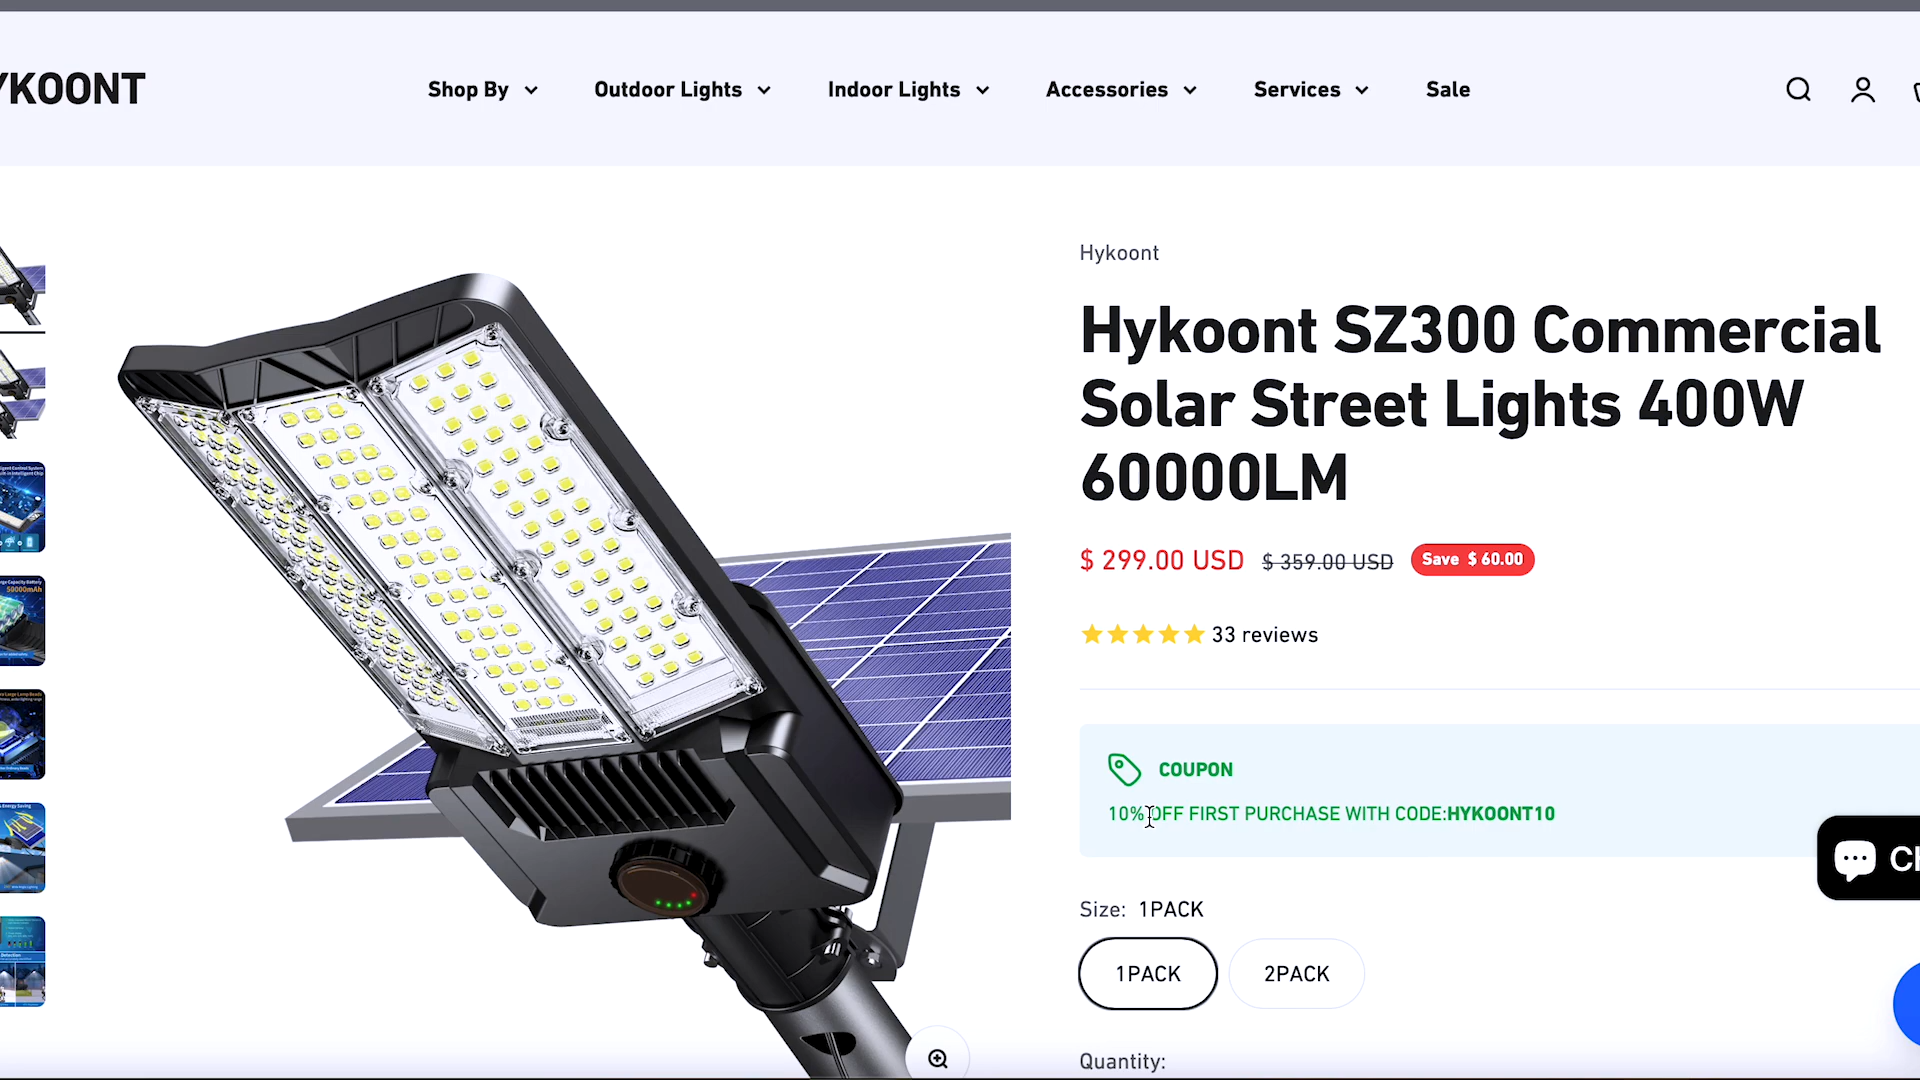 YKOONT
Shop By
Outdoor Lights
Indoor Lights
Accessories
Services
Sale
Hykoont
Hykoont SZ300 Commercial
Solar Street Lights 400W
60000LM
$ 299.00 USD $ 359.00 USD Save $ 60.00
33 reviews
COUPON
10% OFF FIRST PURCHASE WITH CODE:HYKOONT10
Size: 1PACK
1PACK
2PACK
Quantity:
50000mAh